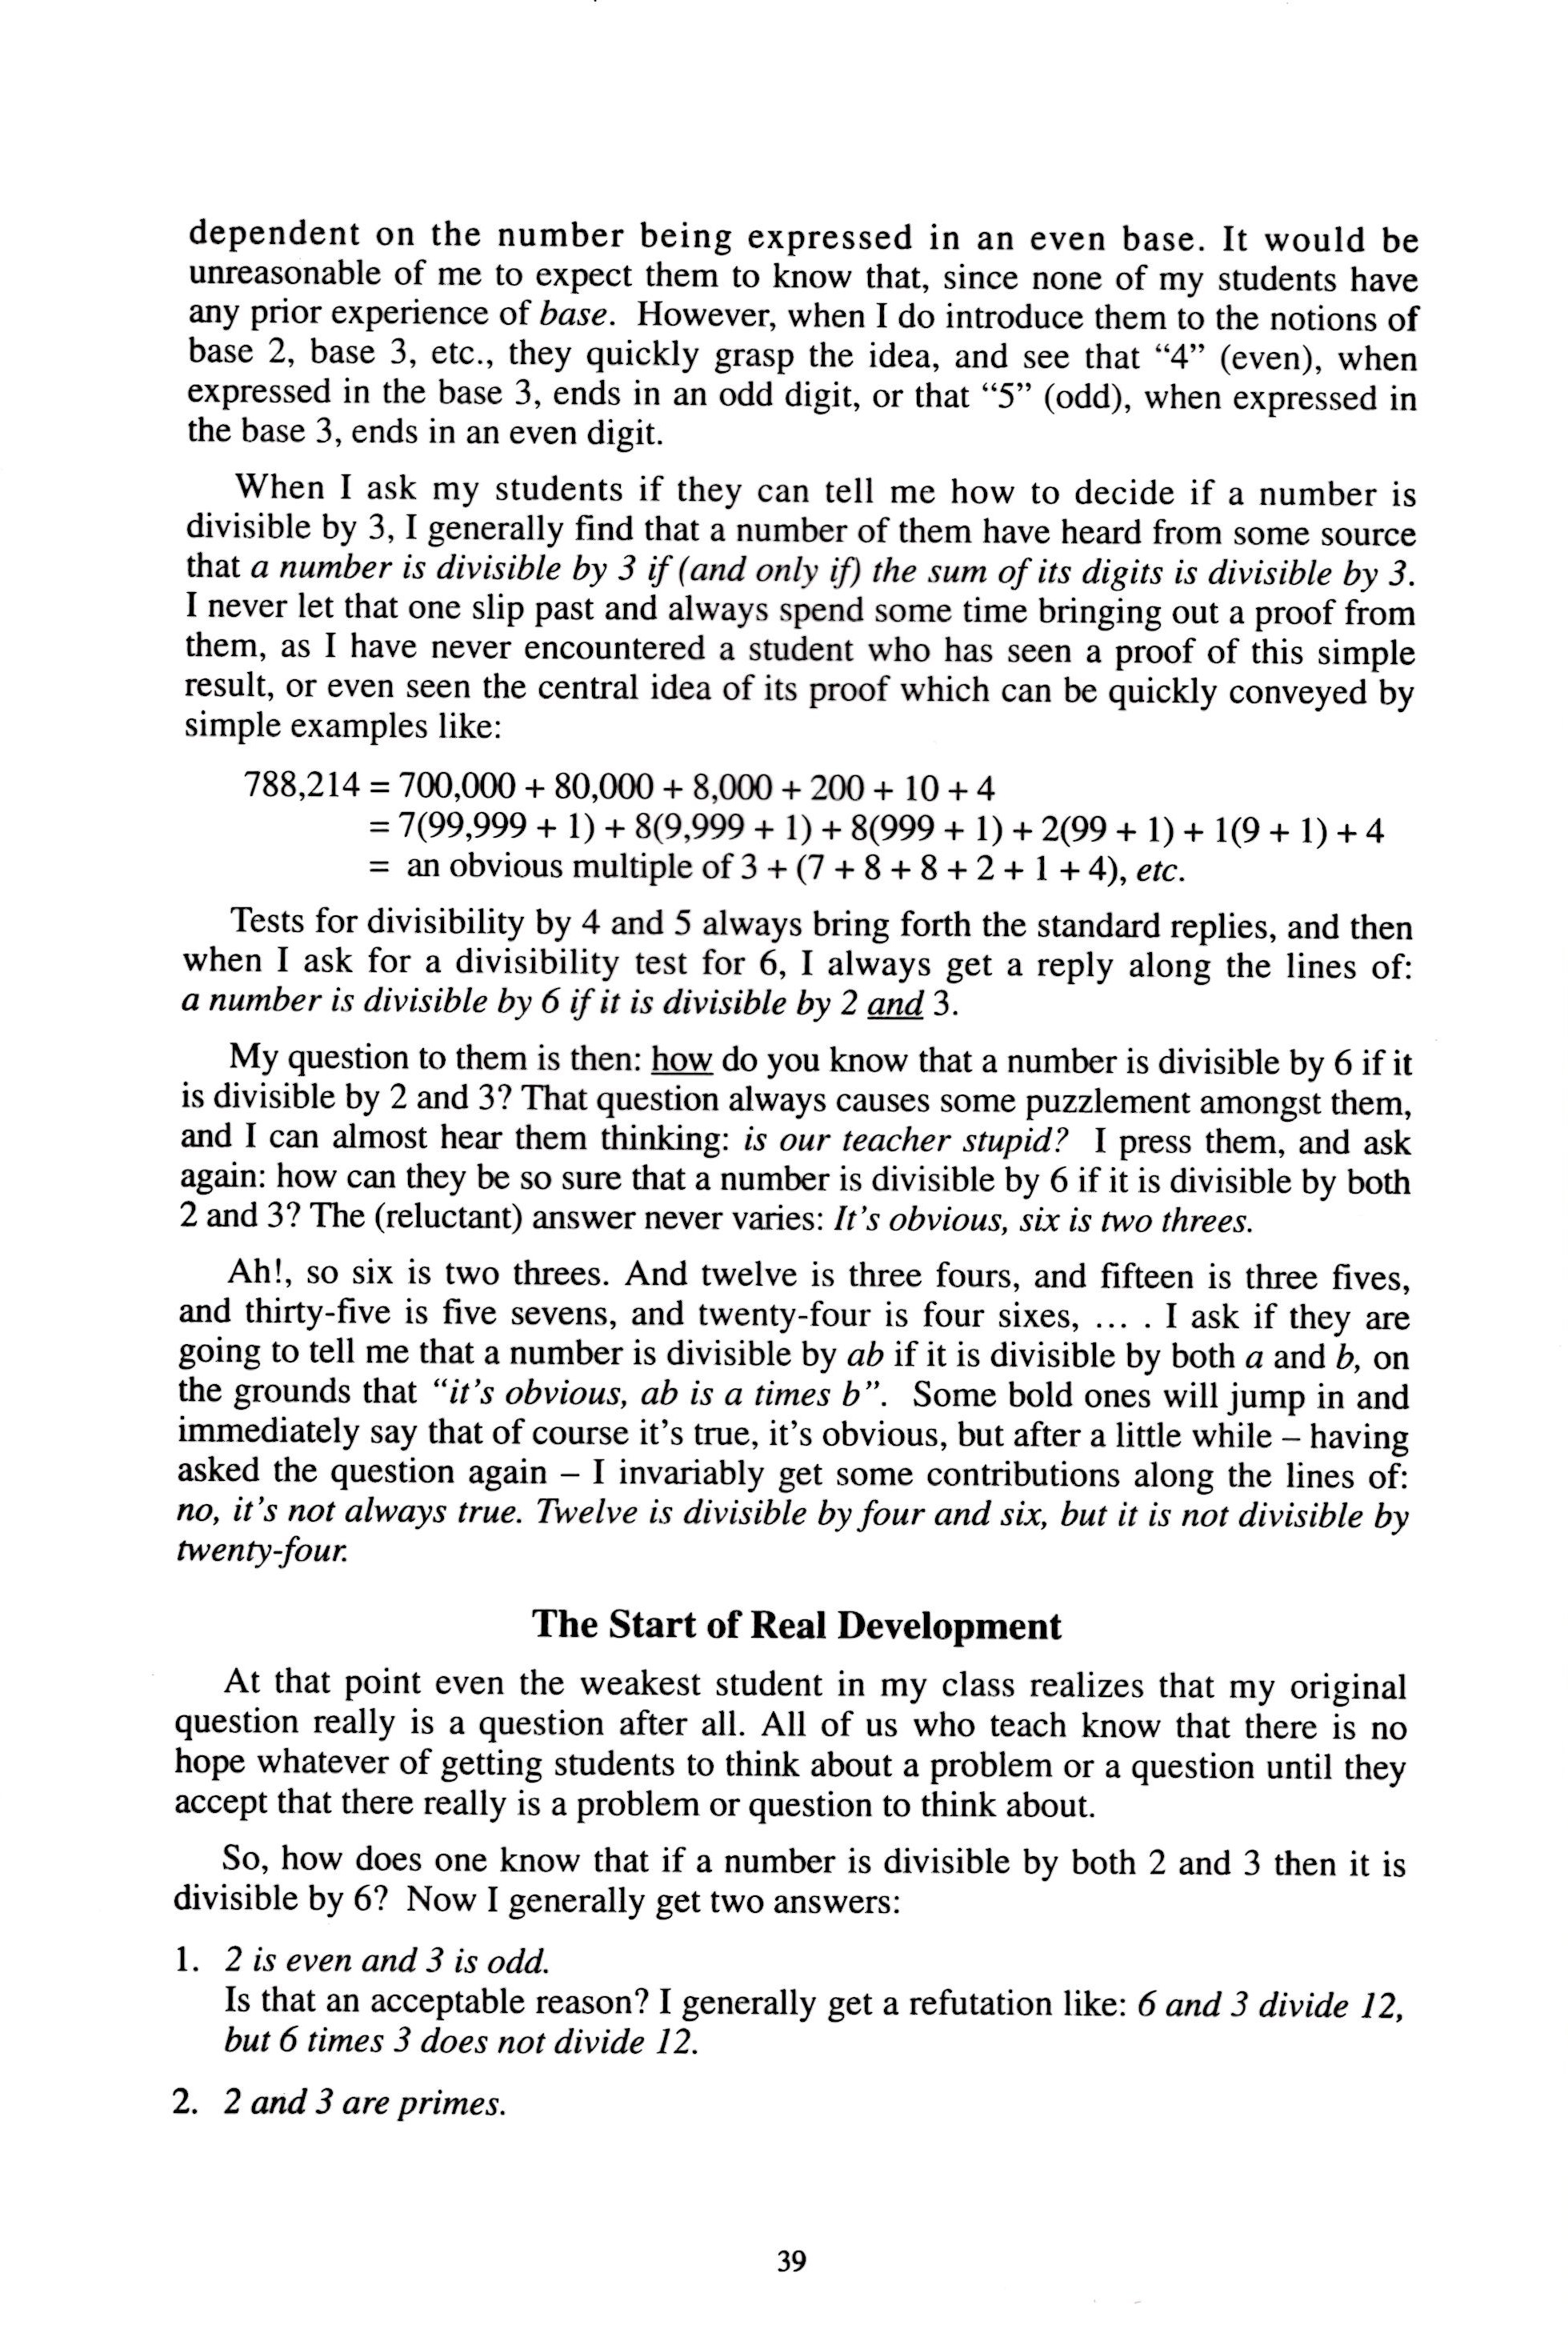 dependent on the number being expressed in an even base. It would be
unreasonable of me to expect them to know that, since none of my students have
any prior experience of base. However, when I do introduce them to the notions of
base 2, base 3, etc., they quickly grasp the idea, and see that “4” (even), when
expressed in the base 3, ends in an odd digit, or that “5” (odd), when expressed in
the base 3, ends in an even digit.
When I ask my students if they can tell me how to decide if a number is
divisible by 3, I generally find that a number of them have heard from some source
that a number is divisible by 3 if (and only if) the sum of its digits is divisible by 3.
I never let that one slip past and always spend some time bringing out a proof from
them, as I have never encountered a student who has seen a proof of this simple
result, or even seen the central idea of its proof which can be quickly conveyed by
simple examples like:
788,214 = 700,000 + 80,000 + 8,000 + 200 + 10 + 4
= 7(99,999 + 1) + 8(9,999 + 1) + 8(999 + 1) + 2(99 + 1) + 1(9 + 1) + 4
= an obvious multiple of 3 + (7 + 8 + 8 + 2 + 1 + 4), etc.
Tests for divisibility by 4 and 5 always bring forth the standard replies, and then
when I ask for a divisibility test for 6, I always get a reply along the lines of:
a number is divisible by 6 if it is divisible by 2 and 3.
My question to them is then: how do you know that a number is divisible by 6 if it
is divisible by 2 and 3? That question always causes some puzzlement amongst them,
and I can almost hear them thinking: is our teacher stupid? I press them, and ask
again: how can they be so sure that a number is divisible by 6 if it is divisible by both
2 and 3? The (reluctant) answer never varies: It’s obvious, six is two threes.
Ah!, so six is two threes. And twelve is three fours, and fifteen is three fives,
and thirty-five is five sevens, and twenty-four is four sixes, ... . I ask if they are
going to tell me that a number is divisible by ab if it is divisible by both a and b, on
the grounds that “it’s obvious, ab is a times b”. Some bold ones will jump in and
immediately say that of course it’s true, it’s obvious, but after a little while – having
asked the question again – I invariably get some contributions along the lines of:
no, it’s not always true. Twelve is divisible by four and six, but it is not divisible by
twenty-four.
The Start of Real Development
At that point even the weakest student in my class realizes that my original
question really is a question after all. All of us who teach know that there is no
hope whatever of getting students to think about a problem or a question until they
accept that there really is a problem or question to think about.
So, how does one know that if a number is divisible by both 2 and 3 then it is
divisible by 6? Now I generally get two answers:
1. 2 is even and 3 is odd.
Is that an acceptable reason? I generally get a refutation like: 6 and 3 divide 12,
but 6 times 3 does not divide 12.
2. 2 and 3 are primes.
39